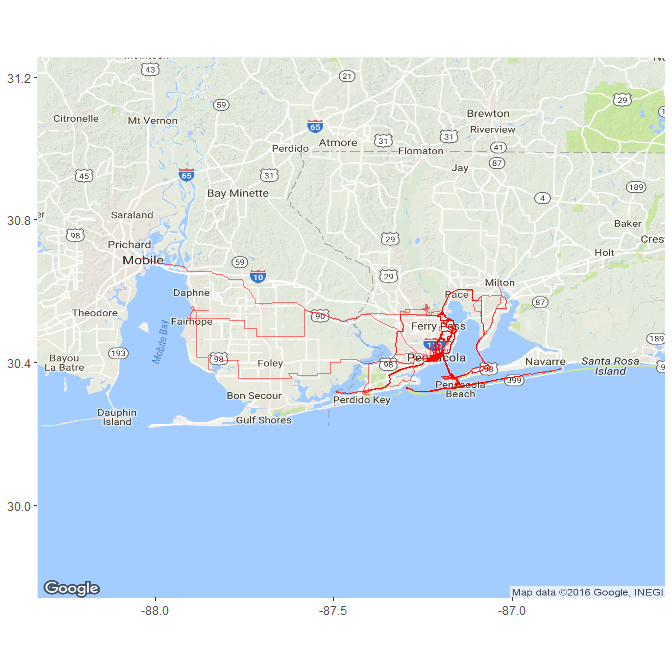 31.2
30.8
30.4
30.0
-88.0
-87.5
-87.0
43
21
29
52
Citronelle
Mt Vernon
Brewton
Riverview
65
31
31
41
Perdido
Atmore
Flomaton
87
Jay
45
65
31
189
Bay Minette
4
Saraland
Baker
98
29
Crest
Prichard
Holt
Mobile
59
10
29
Milton
Daphne
Pace
87
Theodore
Fairhope
90
Ferry Pass
Mobile Bay
193
98
Pensacola
189
Bayou
La Batre
Foley
98
98
Navarre
Santa Rosa
Island
399
Bon Secour
Perdido Key
Pensacola
Beach
Dauphin
Island
Gulf Shores
Google
Map data ©2016 Google, INEGI